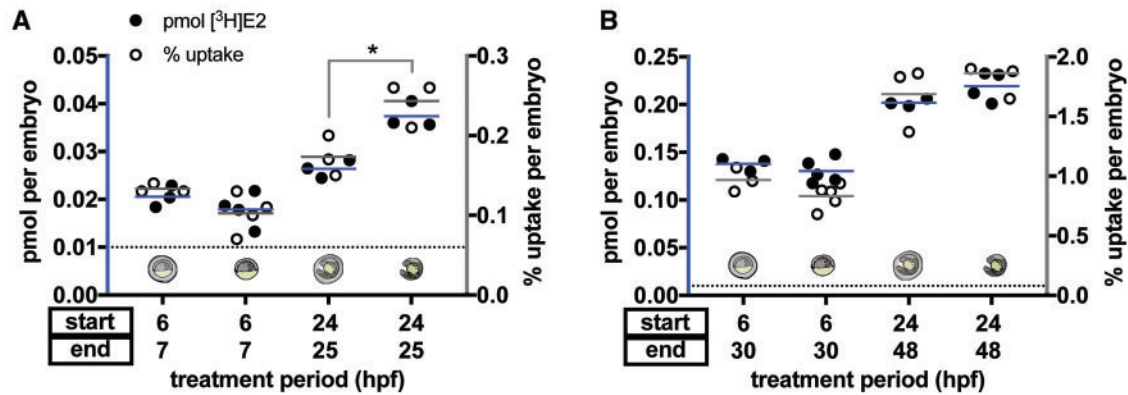 A
● pmol [³H]E2
○ % uptake
*
pmol per embryo
0.05
0.04
0.03
0.02
0.01
0.00
0.3
0.2
0.1
0.0
% uptake per embryo
start 6 6 24 24
end 7 7 25 25
treatment period (hpf)
B
pmol per embryo
0.25
0.20
0.15
0.10
0.05
0.00
2.0
1.5
1.0
0.5
0.0
% uptake per embryo
start 6 6 24 24
end 30 30 48 48
treatment period (hpf)